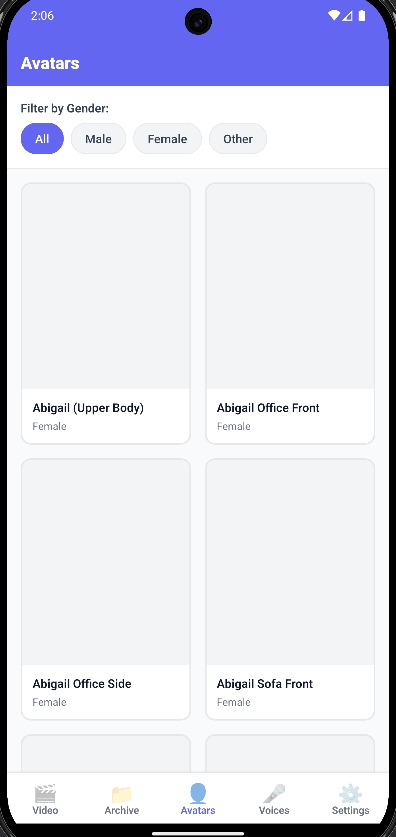 2:06
Avatars
Filter by Gender:
All Male Female Other
Abigail (Upper Body) Abigail Office Front
Female Female
Abigail Office Side Abigail Sofa Front
Female Female
Video Archive Avatars Voices Settings